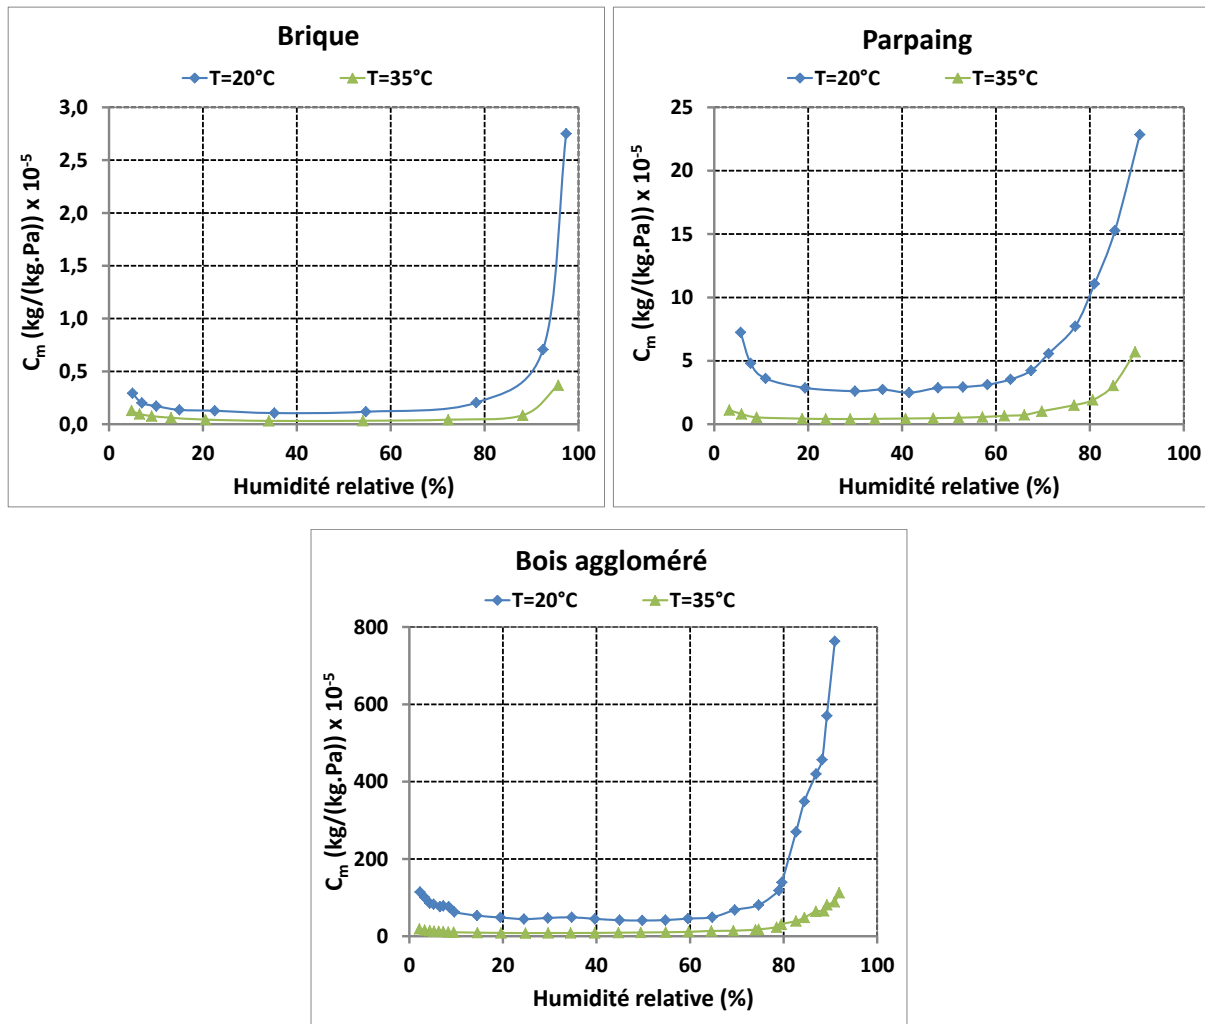 Brique
T=20°C T=35°C
3,0
2,5
2,0
1,5
1,0
0,5
0,0
Cm (kg/(kg.Pa)) x 10-5
0 20 40 60 80 100
Humidité relative (%)
Parpaing
T=20°C T=35°C
25
20
15
10
5
0
Cm (kg/(kg.Pa)) x 10-5
0 20 40 60 80 100
Humidité relative (%)
Bois aggloméré
T=20°C T=35°C
800
600
400
200
0
Cm (kg/(kg.Pa)) x 10-5
0 20 40 60 80 100
Humidité relative (%)